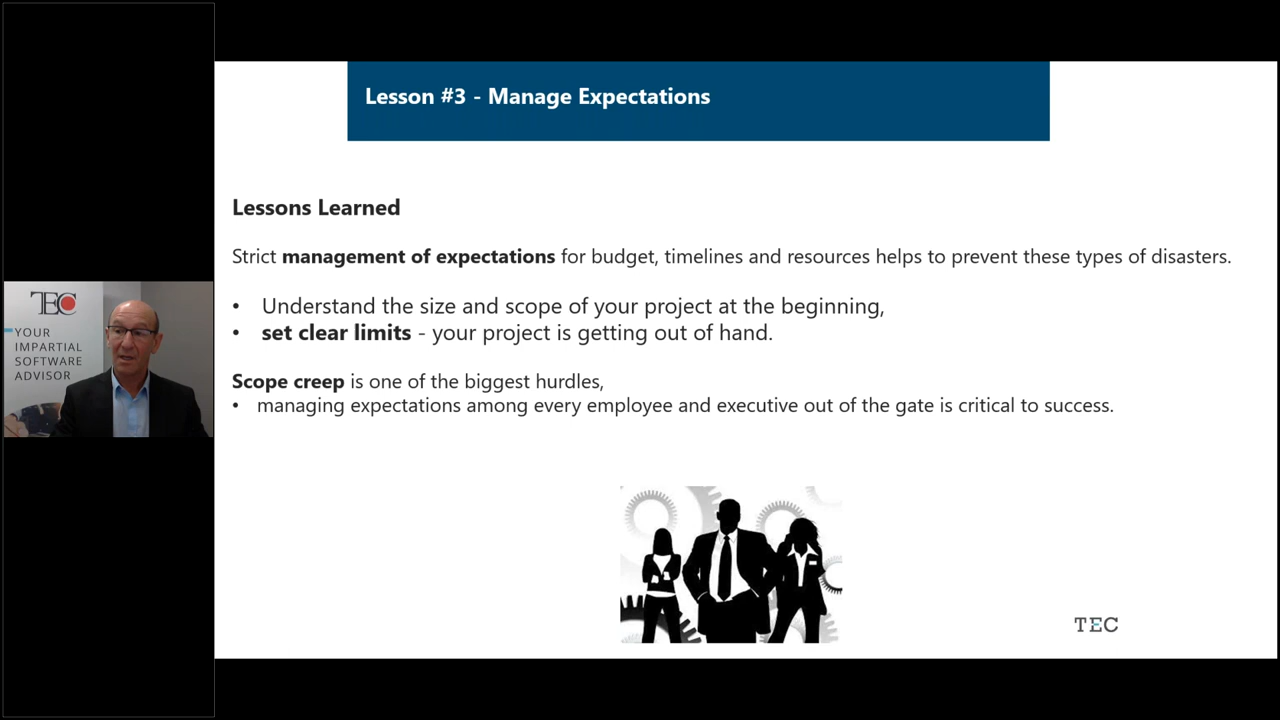 Lesson #3 - Manage Expectations
Lessons Learned
Strict management of expectations for budget, timelines and resources helps to prevent these types of disasters.
• Understand the size and scope of your project at the beginning,
• set clear limits - your project is getting out of hand.
Scope creep is one of the biggest hurdles,
• managing expectations among every employee and executive out of the gate is critical to success.
TEC
YOUR
IMPARTIAL
SOFTWARE
ADVISOR
TEC